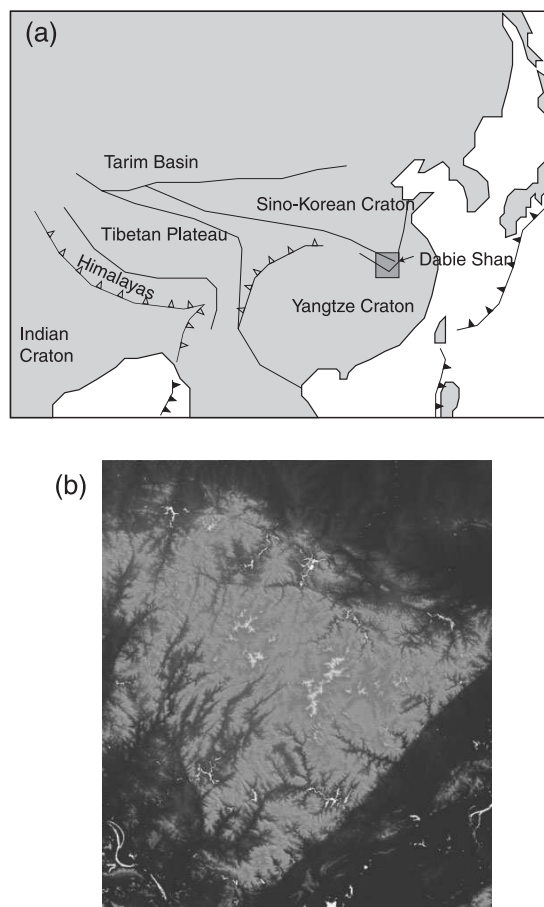 (a)
Tarim Basin
Sino-Korean Craton
Tibetan Plateau
Dabie Shan
Himalayas
Yangtze Craton
Indian
Craton
(b)